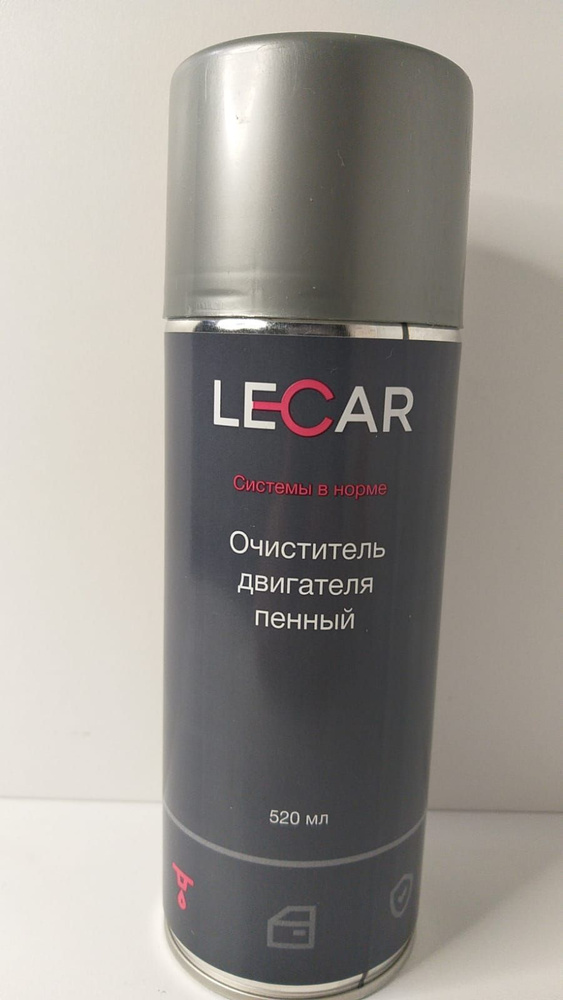 LECAR
Системы в норме
Очиститель
двигателя
пенный
520 мл